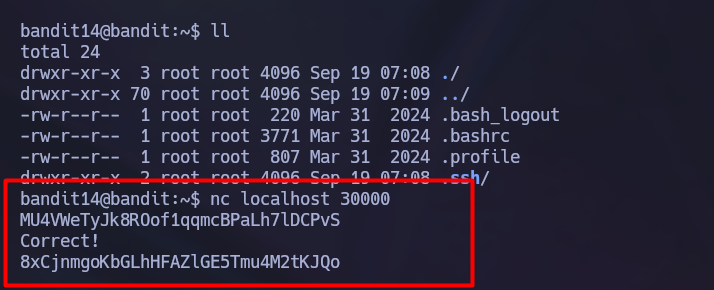 bandit14@bandit:~$ ll
total 24
drwxr-xr-x  3 root root 4096 Sep 19 07:08 ./
drwxr-xr-x 70 root root 4096 Sep 19 07:09 ../
-rw-r--r--  1 root root  220 Mar 31  2024 .bash_logout
-rw-r--r--  1 root root 3771 Mar 31  2024 .bashrc
-rw-r--r--  1 root root  807 Mar 31  2024 .profile
drwxr-xr-x  2 root root 4096 Sep 19 07:08 .ssh/
bandit14@bandit:~$ nc localhost 30000
MU4VWeTyJk8ROof1qqmcBPaLh7lDCPvS
Correct!
8xCjnmgoKbGLhHFAZlGE5Tmu4M2tKJQo